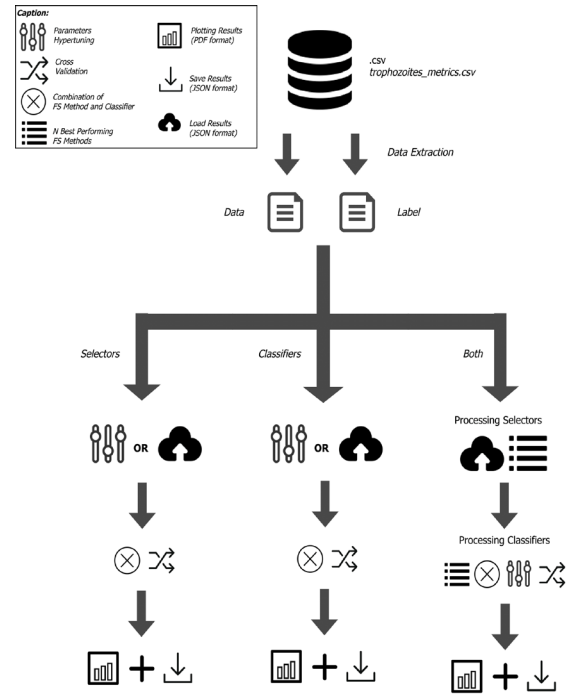 Caption:
Parameters
Hypertuning
Plotting Results
(PDF format)
Cross
Validation
Save Results
(JSON format)
Combination of
FS Method and Classifier
N Best Performing
FS Methods
Load Results
(JSON format)
.csv
trophozoites_metrics.csv
Data Extraction
Data
Label
Selectors
Classifiers
Both
OR
OR
Processing Selectors
Processing Classifiers